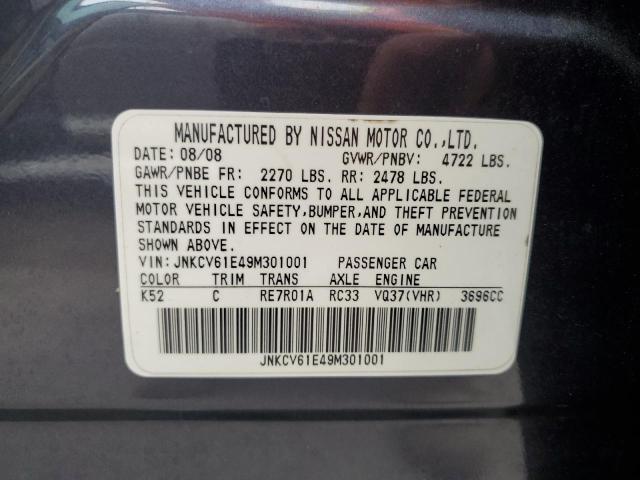 MANUFACTURED BY NISSAN MOTOR CO.,LTD.
DATE: 08/08 GVWR/PNBV: 4722 LBS.
GAWR/PNBE FR: 2270 LBS. RR: 2478 LBS.
THIS VEHICLE CONFORMS TO ALL APPLICABLE FEDERAL
MOTOR VEHICLE SAFETY,BUMPER,AND THEFT PREVENTION
STANDARDS IN EFFECT ON THE DATE OF MANUFACTURE
SHOWN ABOVE.
VIN: JNKCV61E49M301001 PASSENGER CAR
COLOR TRIM TRANS AXLE ENGINE
K52 C RE7R01A RC33 VQ37(VHR) 3696CC
JNKCV61E49M301001